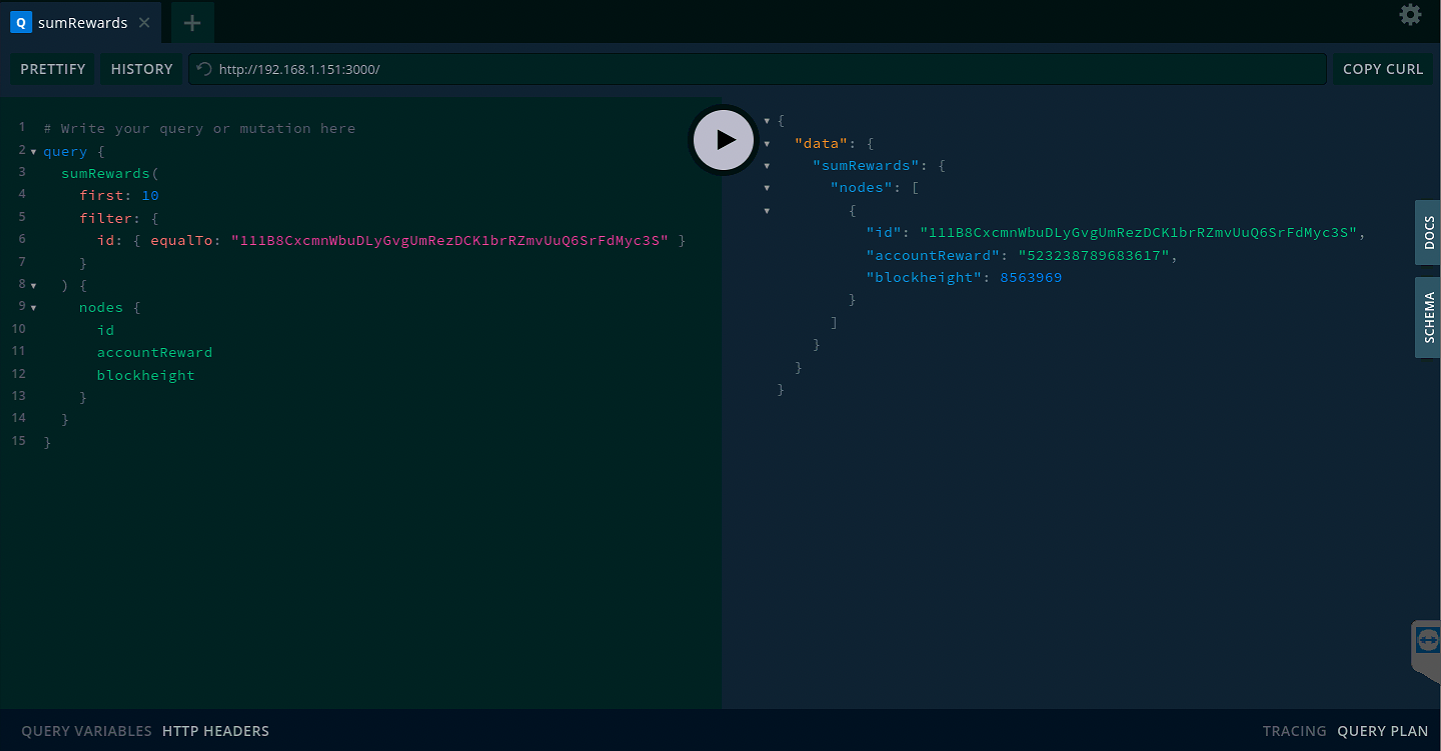 Q sumRewards
PRETTIFY HISTORY http://192.168.1.151:3000/ COPY CURL
1 # Write your query or mutation here
2 query {
3 sumRewards(
4 first: 10
5 filter: {
6 id: { equalTo: "111B8CxcmnWbuDLyGvgUmRezDCK1brRZmvUuQ6SrFdMyc3S" }
7 }
8 ) {
9 nodes {
10 id
11 accountReward
12 blockheight
13 }
14 }
15 }
{
"data": {
"sumRewards": {
"nodes": [
{
"id": "111B8CxcmnWbuDLyGvgUmRezDCK1brRZmvUuQ6SrFdMyc3S",
"accountReward": "523238789683617",
"blockheight": 8563969
}
]
}
}
}
DOCS
SCHEMA
QUERY VARIABLES HTTP HEADERS
TRACING QUERY PLAN